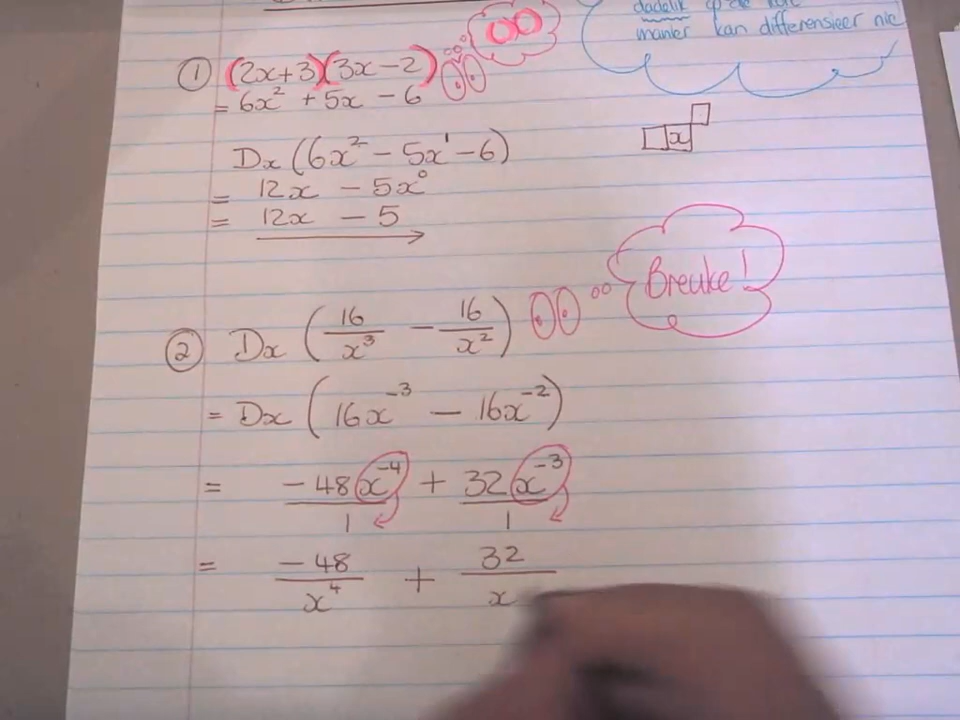 dadelik op die
manier kan differensieer nie
① (2x+3)(3x-2)
= 6x² + 5x - 6
x
Dx (6x² - 5x¹ - 6)
= 12x - 5x⁰
= 12x - 5
Breuke!
② Dx (16/x³ - 16/x²)
= Dx (16x⁻³ - 16x⁻²)
= -48x⁻⁴/1 + 32x⁻³/1
= -48/x⁴ + 32/x